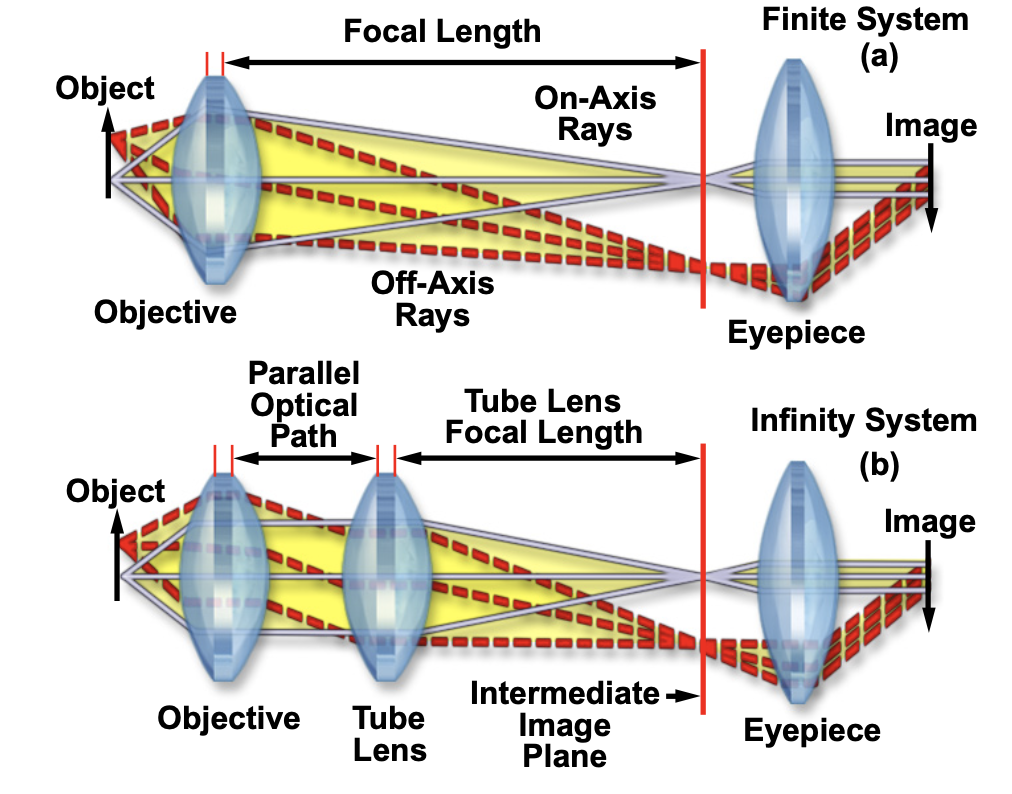 Finite System
(a)
Focal Length
Object
On-Axis
Rays
Image
Off-Axis
Rays
Objective
Eyepiece
Parallel
Optical
Path
Tube Lens
Focal Length
Infinity System
(b)
Object
Image
Intermediate
Image
Plane
Objective
Tube
Lens
Eyepiece